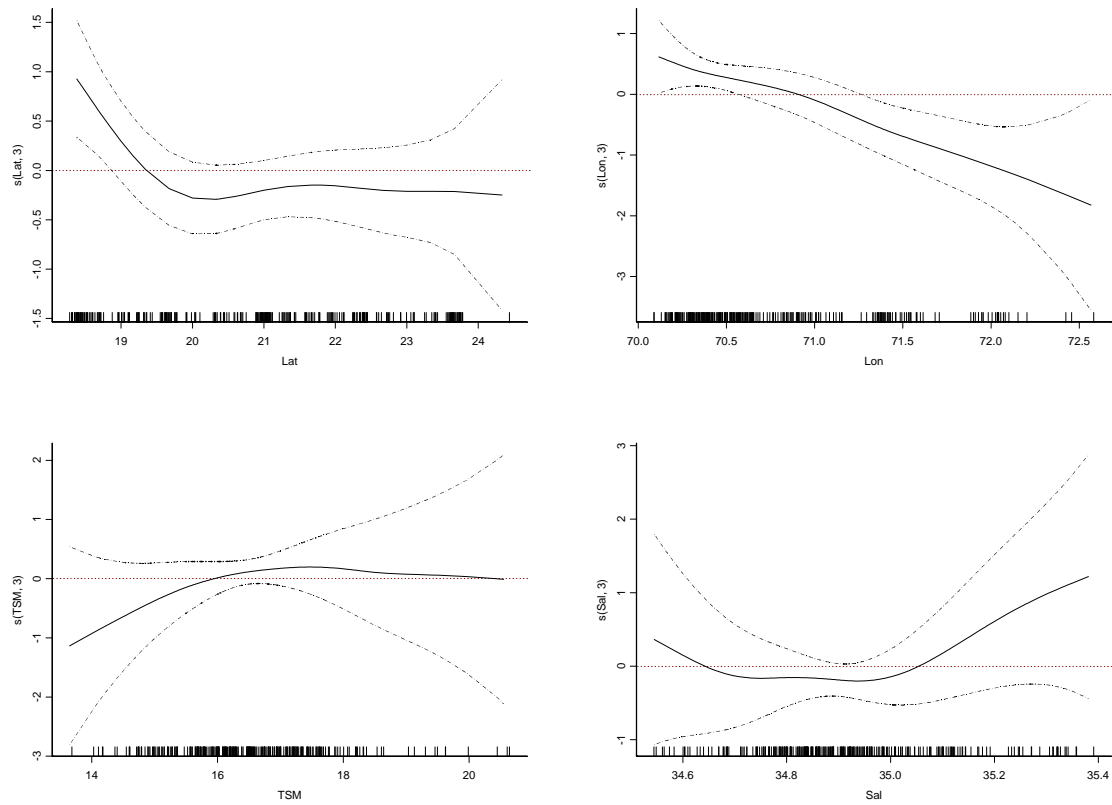 s(Lat, 3)
1.5
1.0
0.5
0.0
-0.5
-1.0
-1.5
19 20 21 22 23 24
Lat
s(Lon, 3)
1
0
-1
-2
-3
70.0 70.5 71.0 71.5 72.0 72.5
Lon
s(TSM, 3)
2
1
0
-1
-2
-3
14 16 18 20
TSM
s(Sal, 3)
3
2
1
0
-1
34.6 34.8 35.0 35.2 35.4
Sal